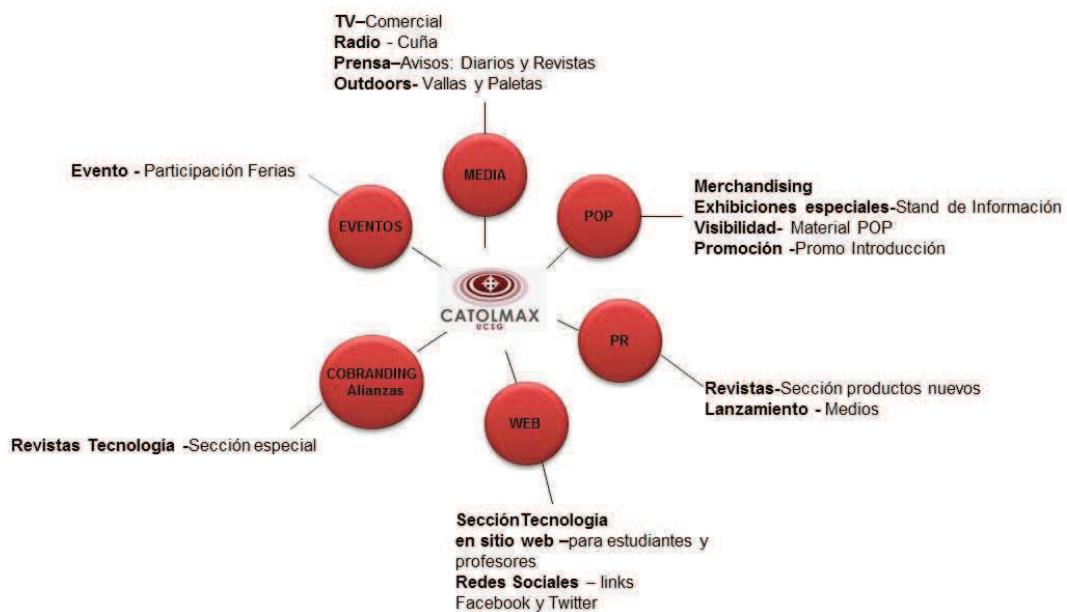 TV–Comercial
Radio - Cuña
Prensa–Avisos: Diarios y Revistas
Outdoors- Vallas y Paletas
MEDIA
Evento - Participación Ferias
EVENTOS
POP
Merchandising
Exhibiciones especiales-Stand de Información
Visibilidad- Material POP
Promoción -Promo Introducción
CATOLMAX
UCSG
PR
Revistas-Sección productos nuevos
Lanzamiento - Medios
COBRANDING
Alianzas
Revistas Tecnología -Sección especial
WEB
SecciónTecnología
en sitio web –para estudiantes y
profesores
Redes Sociales – links
Facebook y Twitter